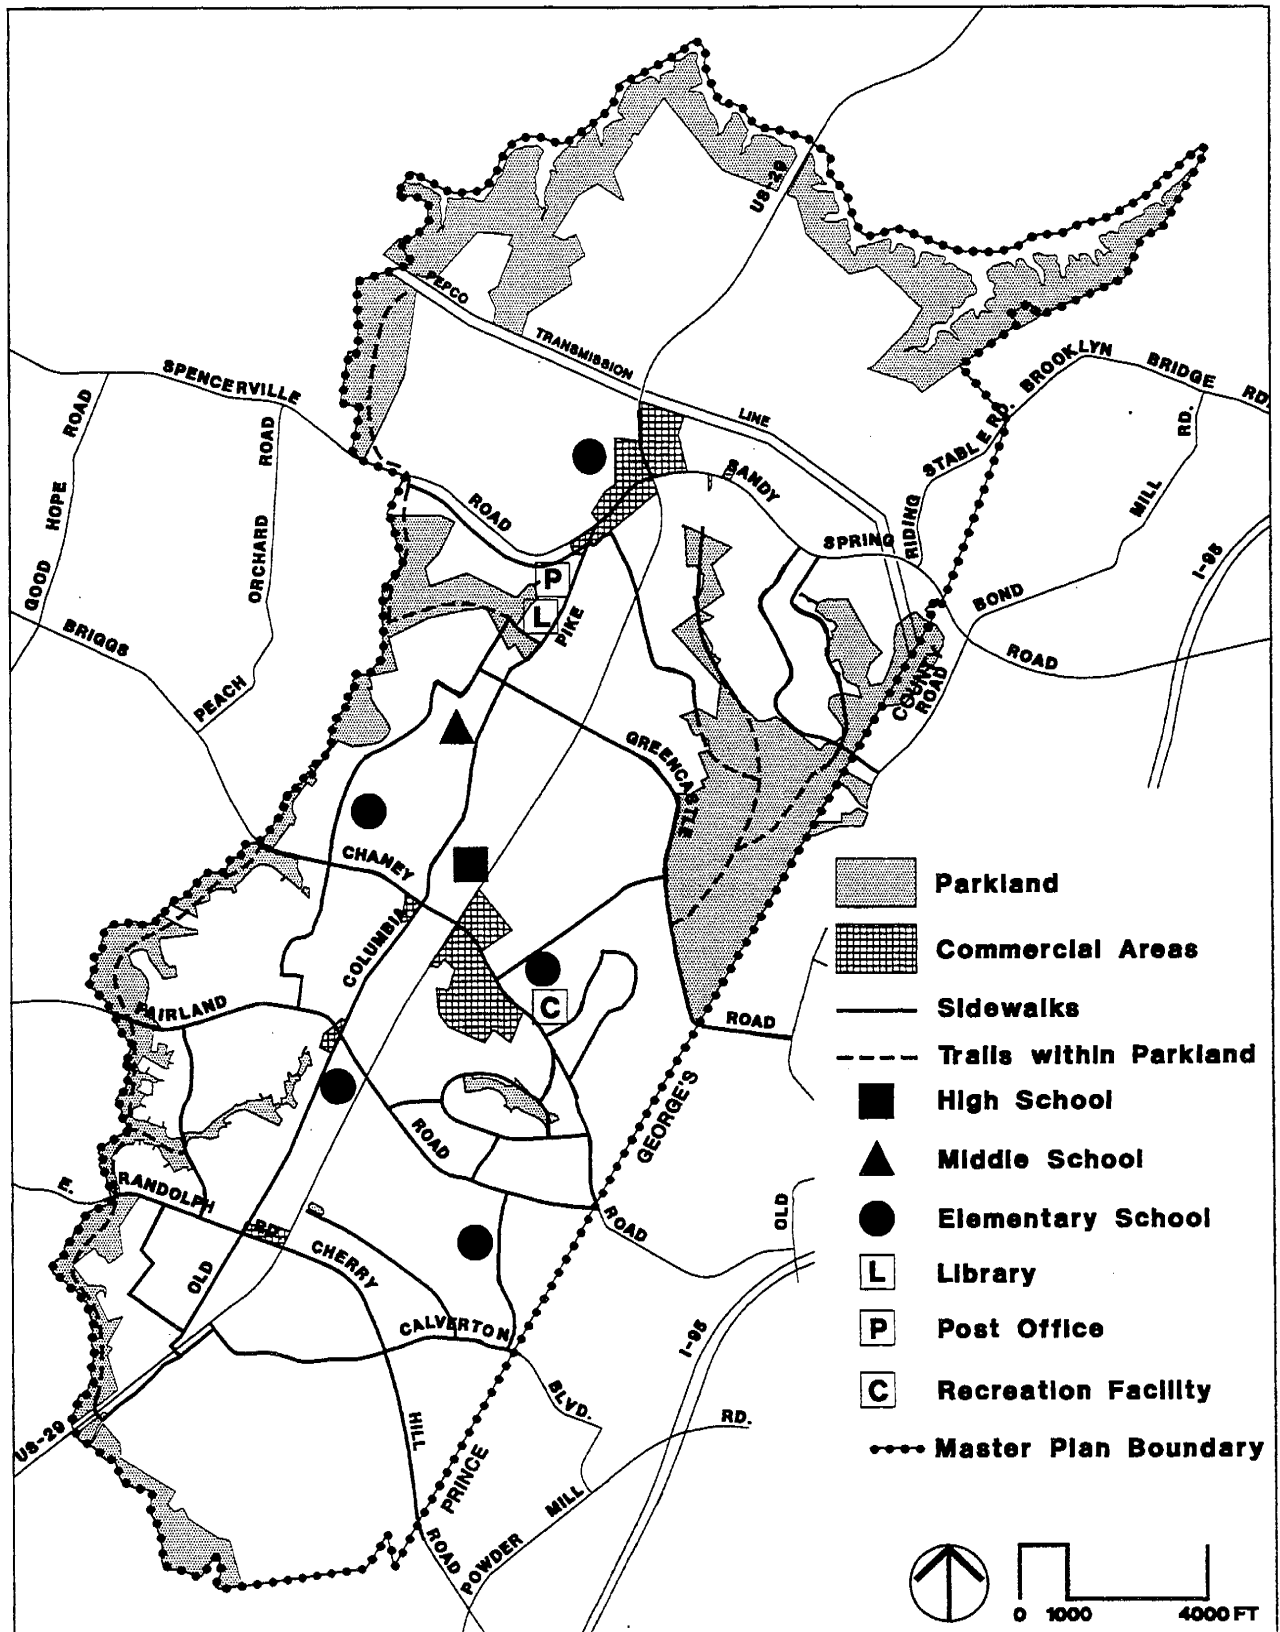 US-29
PEPCO
TRANSMISSION
LINE
SPENCERVILLE
ROAD
BROOKLYN
BRIDGE
RD.
STABLE RD.
RIDING
MILL
RD.
I-95
GOOD HOPE ROAD
PEACH ORCHARD ROAD
BRIGGS
CHANEY
SANDY
SPRING
ROAD
BOND
COUNTY
ROAD
P
L
PIKE
COLUMBIA
OLD
GREENCASTLE
ROAD
C
FAIRLAND
ROAD
ROAD
E.
RANDOLPH
RD.
CHERRY
HILL
ROAD
CALVERTON
BLVD.
PRINCE
GEORGE'S
POWDER
MILL
RD.
OLD
I-95
US-29
Parkland
Commercial Areas
Sidewalks
Trails within Parkland
High School
Middle School
Elementary School
L Library
P Post Office
C Recreation Facility
Master Plan Boundary
0 1000 4000 FT